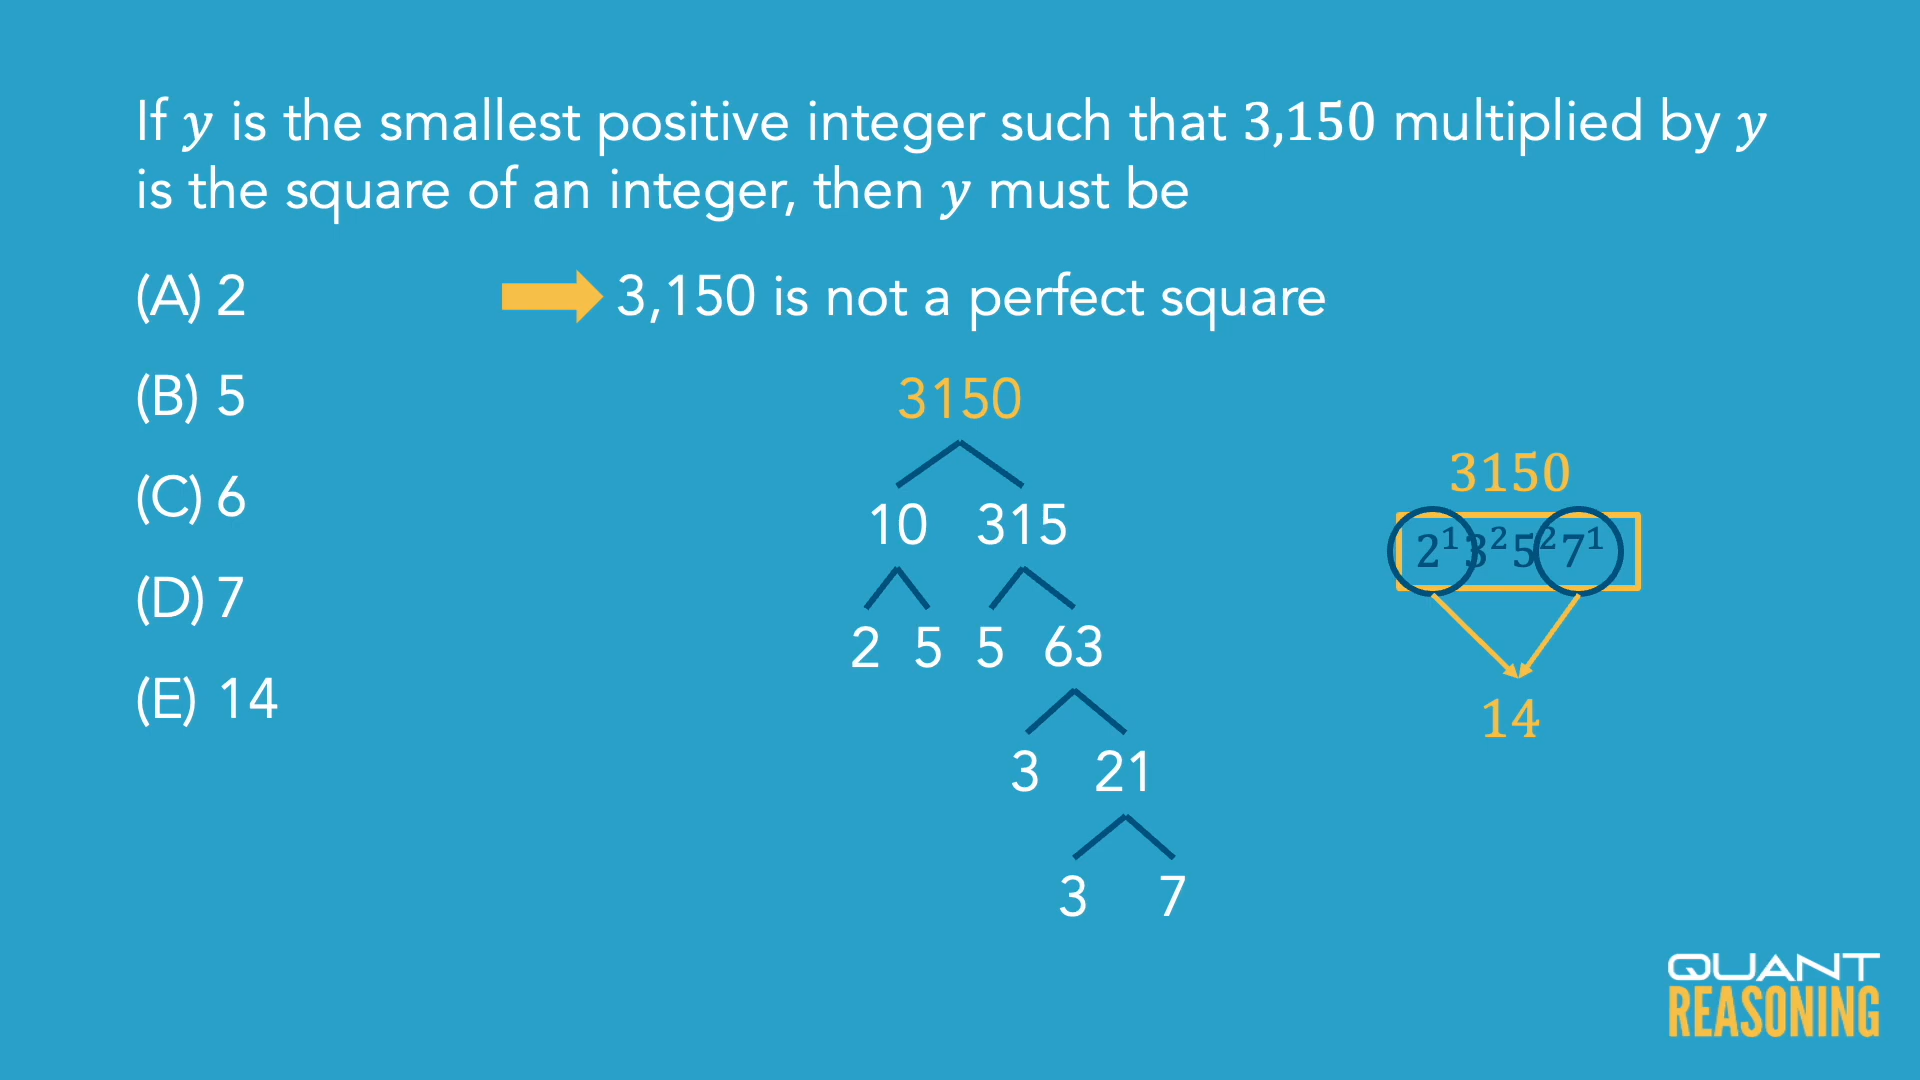 If y is the smallest positive integer such that 3,150 multiplied by y
is the square of an integer, then y must be
(A) 2
3,150 is not a perfect square
(B) 5
(C) 6
(D) 7
(E) 14
3150
10 315
2 5 5 63
3 21
3 7
3150
2¹3²5²7¹
14
QUANT
REASONING